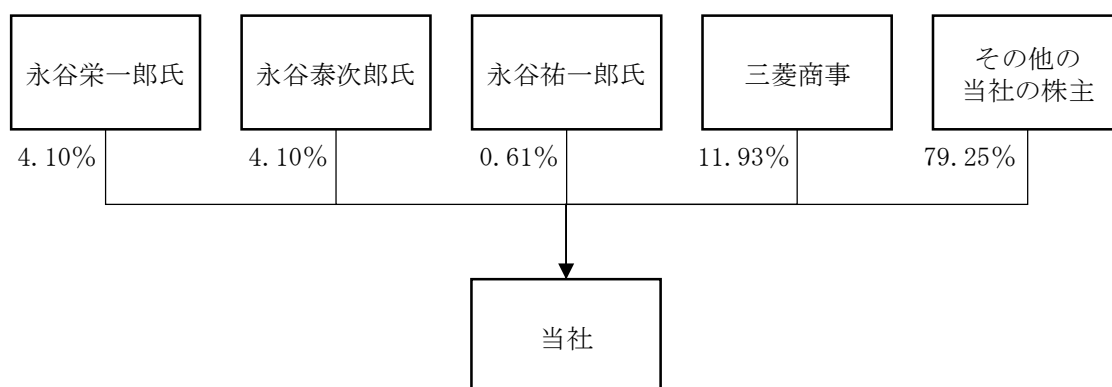 永谷栄一郎氏
永谷泰次郎氏
永谷祐一郎氏
三菱商事
その他の
当社の株主
4.10%
4.10%
0.61%
11.93%
79.25%
当社